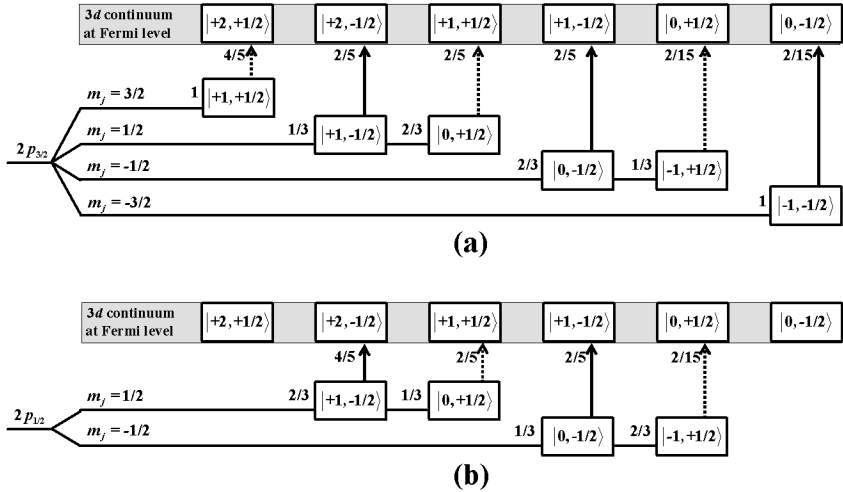 3d continuum
at Fermi level
|+2,+1/2⟩ |+2,-1/2⟩ |+1,+1/2⟩ |+1,-1/2⟩ |0,+1/2⟩ |0,-1/2⟩
4/5 2/5 2/5 2/5 2/15 2/15
m_j = 3/2 1 |+1,+1/2⟩
m_j = 1/2 1/3 |+1,-1/2⟩ 2/3 |0,+1/2⟩
2p_{3/2}
m_j = -1/2 2/3 |0,-1/2⟩ 1/3 |-1,+1/2⟩
m_j = -3/2 1 |-1,-1/2⟩
(a)
3d continuum
at Fermi level
|+2,+1/2⟩ |+2,-1/2⟩ |+1,+1/2⟩ |+1,-1/2⟩ |0,+1/2⟩ |0,-1/2⟩
4/5 2/5 2/5 2/15
m_j = 1/2 2/3 |+1,-1/2⟩ 1/3 |0,+1/2⟩
2p_{1/2}
m_j = -1/2 1/3 |0,-1/2⟩ 2/3 |-1,+1/2⟩
(b)